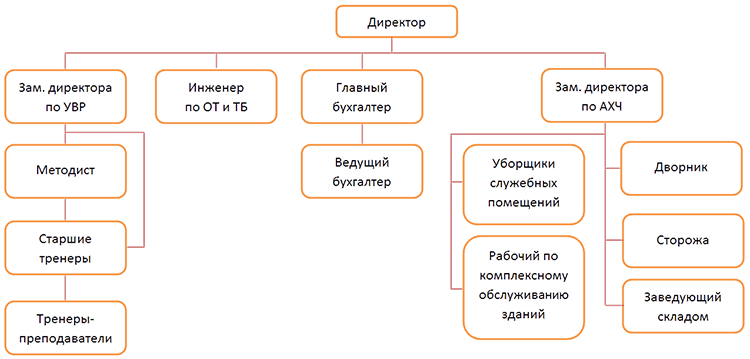 Директор
Зам. директора
по УВР
Инженер
по ОТ и ТБ
Главный
бухгалтер
Зам. директора
по АХЧ
Методист
Ведущий
бухгалтер
Уборщики
служебных
помещений
Дворник
Старшие
тренеры
Рабочий по
комплексному
обслуживанию
зданий
Сторожа
Тренеры-
преподаватели
Заведующий
складом